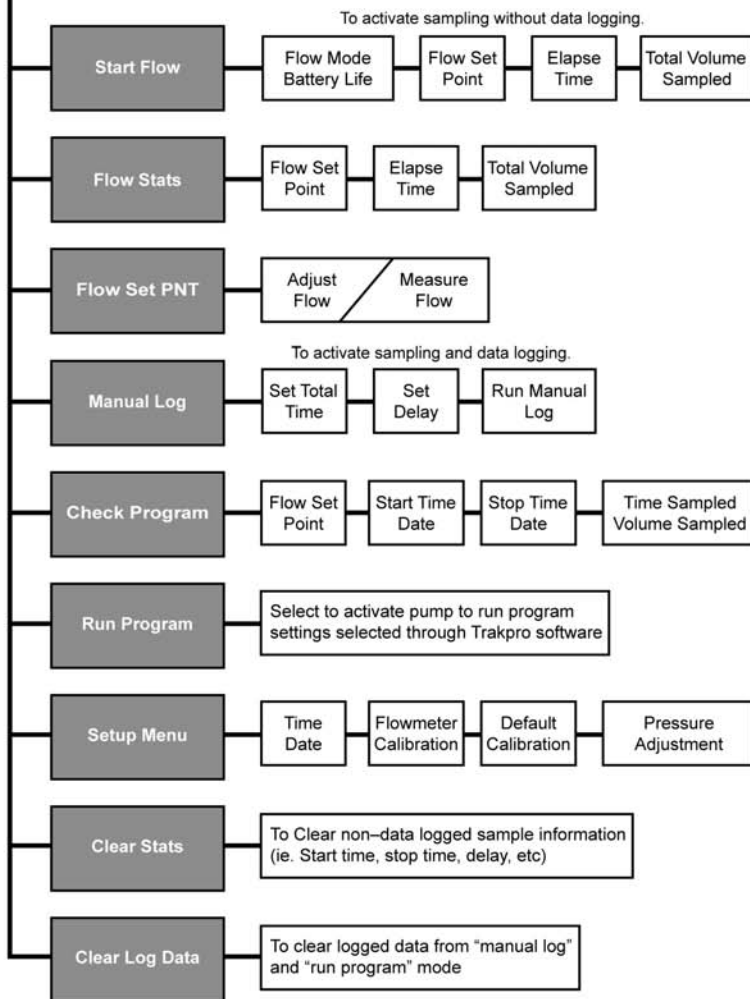 To activate sampling without data logging.
Start Flow
Flow Mode
Battery Life
Flow Set
Point
Elapse
Time
Total Volume
Sampled
Flow Stats
Flow Set
Point
Elapse
Time
Total Volume
Sampled
Flow Set PNT
Adjust
Flow
Measure
Flow
To activate sampling and data logging.
Manual Log
Set Total
Time
Set
Delay
Run Manual
Log
Check Program
Flow Set
Point
Start Time
Date
Stop Time
Date
Time Sampled
Volume Sampled
Run Program
Select to activate pump to run program
settings selected through Trakpro software
Setup Menu
Time
Date
Flowmeter
Calibration
Default
Calibration
Pressure
Adjustment
Clear Stats
To Clear non–data logged sample information
(ie. Start time, stop time, delay, etc)
Clear Log Data
To clear logged data from “manual log”
and “run program” mode